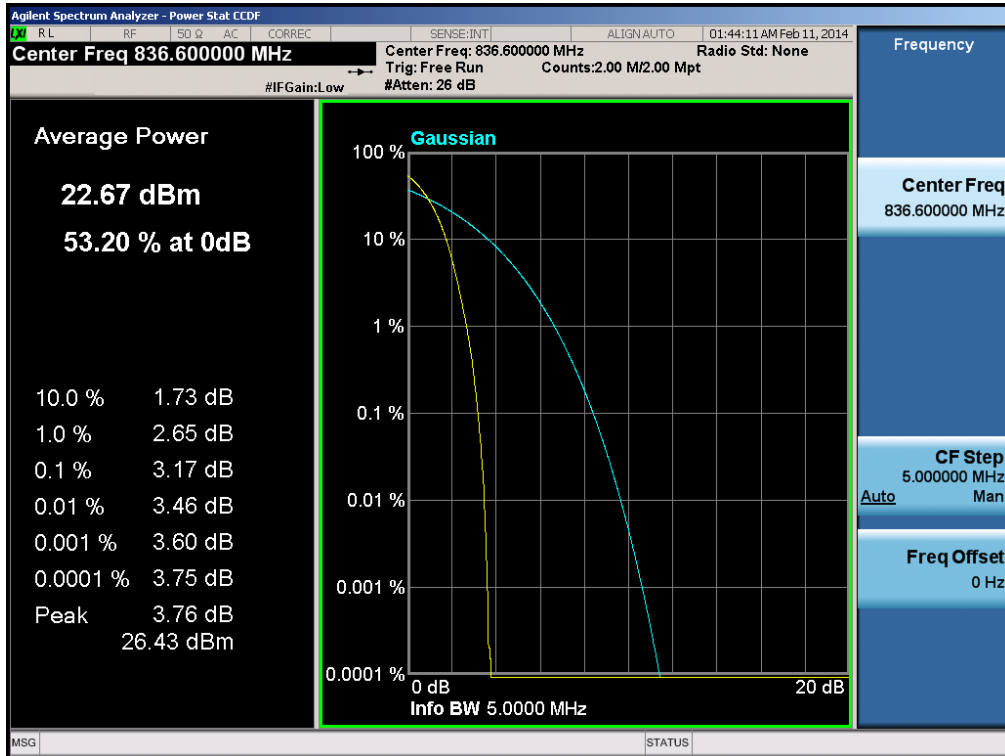 Agilent Spectrum Analyzer - Power Stat CCDF
LXI RL RF 50 Ω AC CORREC SENSE:INT ALIGN AUTO 01:44:11 AM Feb 11, 2014
Center Freq 836.600000 MHz
#IFGain:Low
Center Freq: 836.600000 MHz Radio Std: None
Trig: Free Run Counts:2.00 M/2.00 Mpt
#Atten: 26 dB
Average Power
22.67 dBm
53.20 % at 0dB
10.0 % 1.73 dB
1.0 % 2.65 dB
0.1 % 3.17 dB
0.01 % 3.46 dB
0.001 % 3.60 dB
0.0001 % 3.75 dB
Peak 3.76 dB
26.43 dBm
Gaussian
100 %
10 %
1 %
0.1 %
0.01 %
0.001 %
0.0001 %
0 dB 20 dB
Info BW 5.0000 MHz
Frequency
Center Freq
836.600000 MHz
CF Step
5.000000 MHz
Auto Man
Freq Offset
0 Hz
MSG STATUS